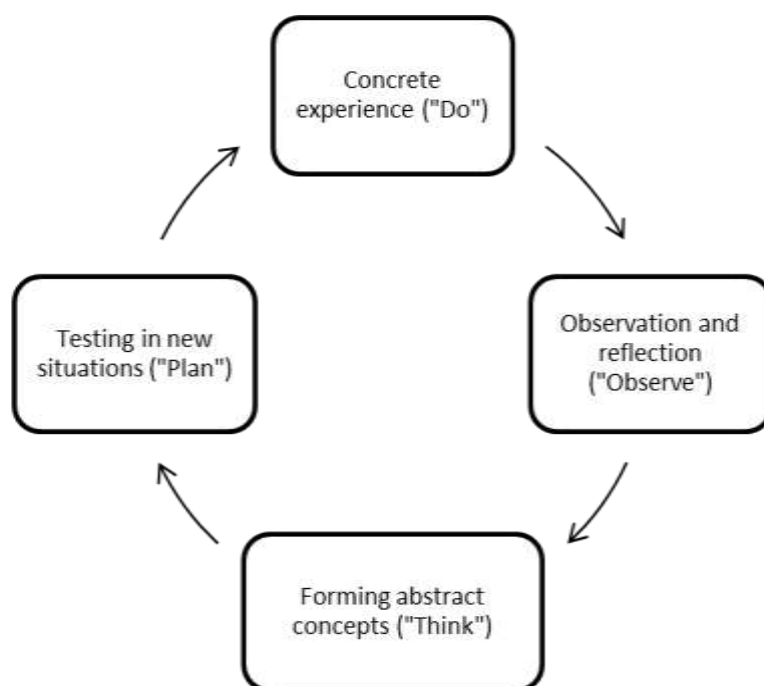 Concrete
experience ("Do")
Observation and
reflection
("Observe")
Forming abstract
concepts ("Think")
Testing in new
situations ("Plan")